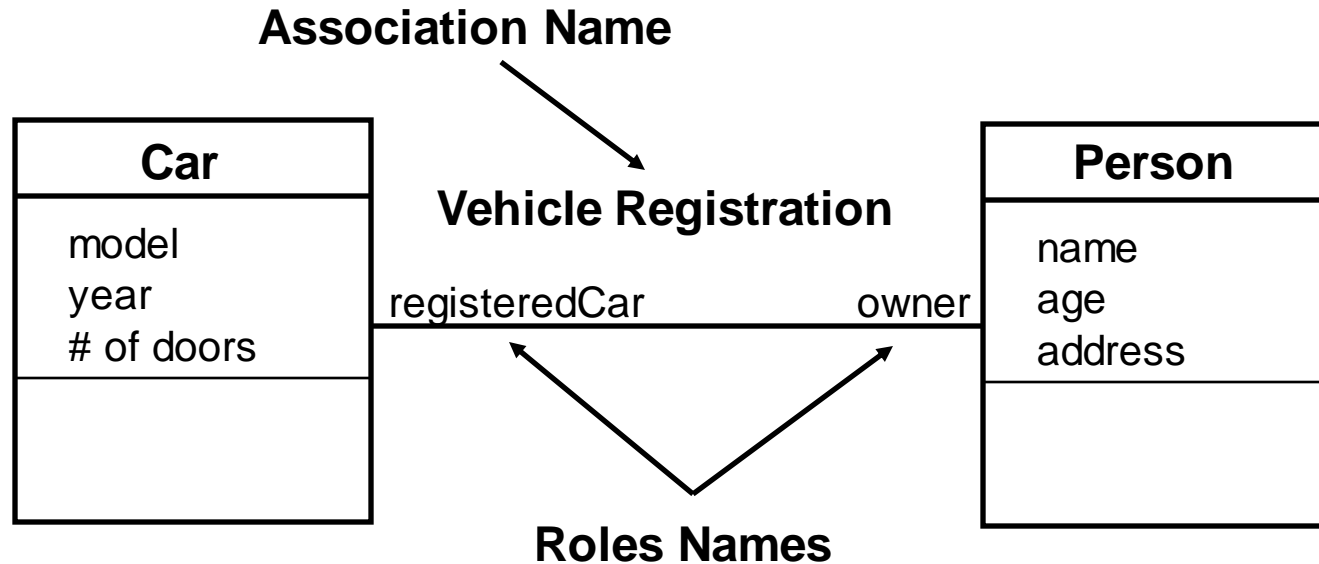 Association Name
Car
model
year
# of doors
Vehicle Registration
registeredCar
owner
Person
name
age
address
Roles Names